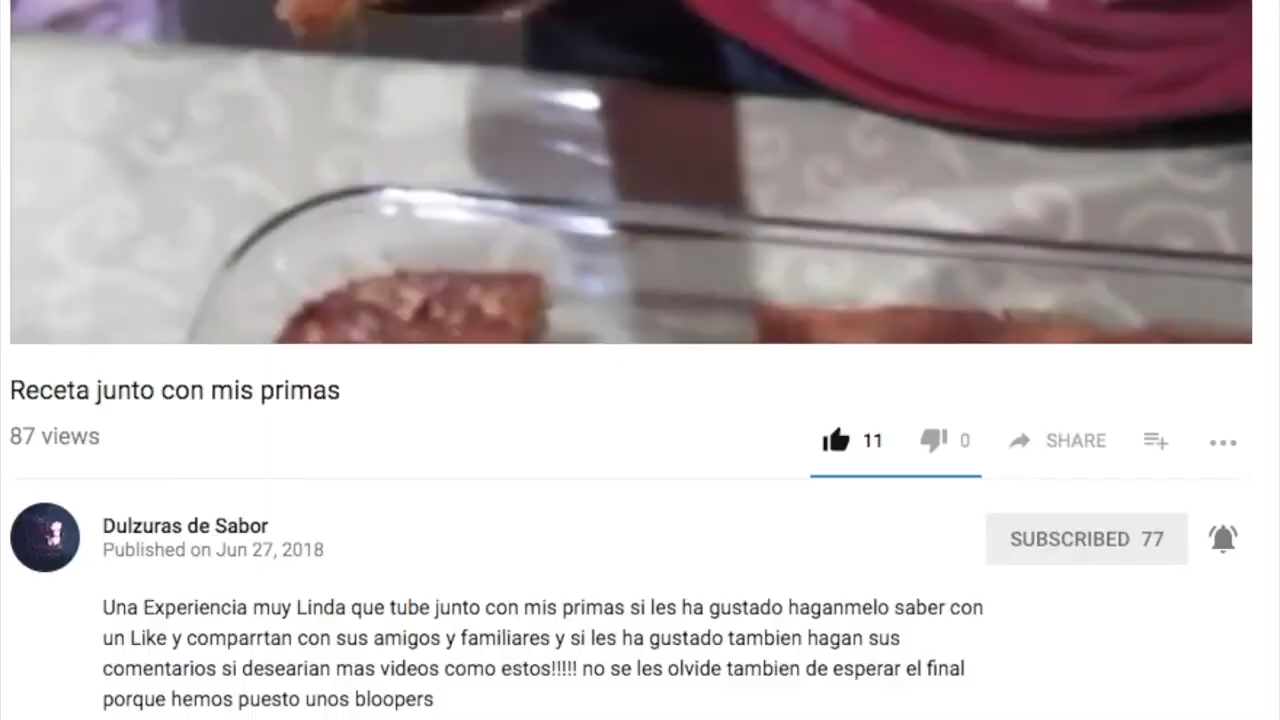 Receta junto con mis primas
87 views
11
0
SHARE
Dulzuras de Sabor
Published on Jun 27, 2018
SUBSCRIBED 77
Una Experiencia muy Linda que tube junto con mis primas si les ha gustado haganmelo saber con
un Like y comparrtan con sus amigos y familiares y si les ha gustado tambien hagan sus
comentarios si desearian mas videos como estos!!!!! no se les olvide tambien de esperar el final
porque hemos puesto unos bloopers